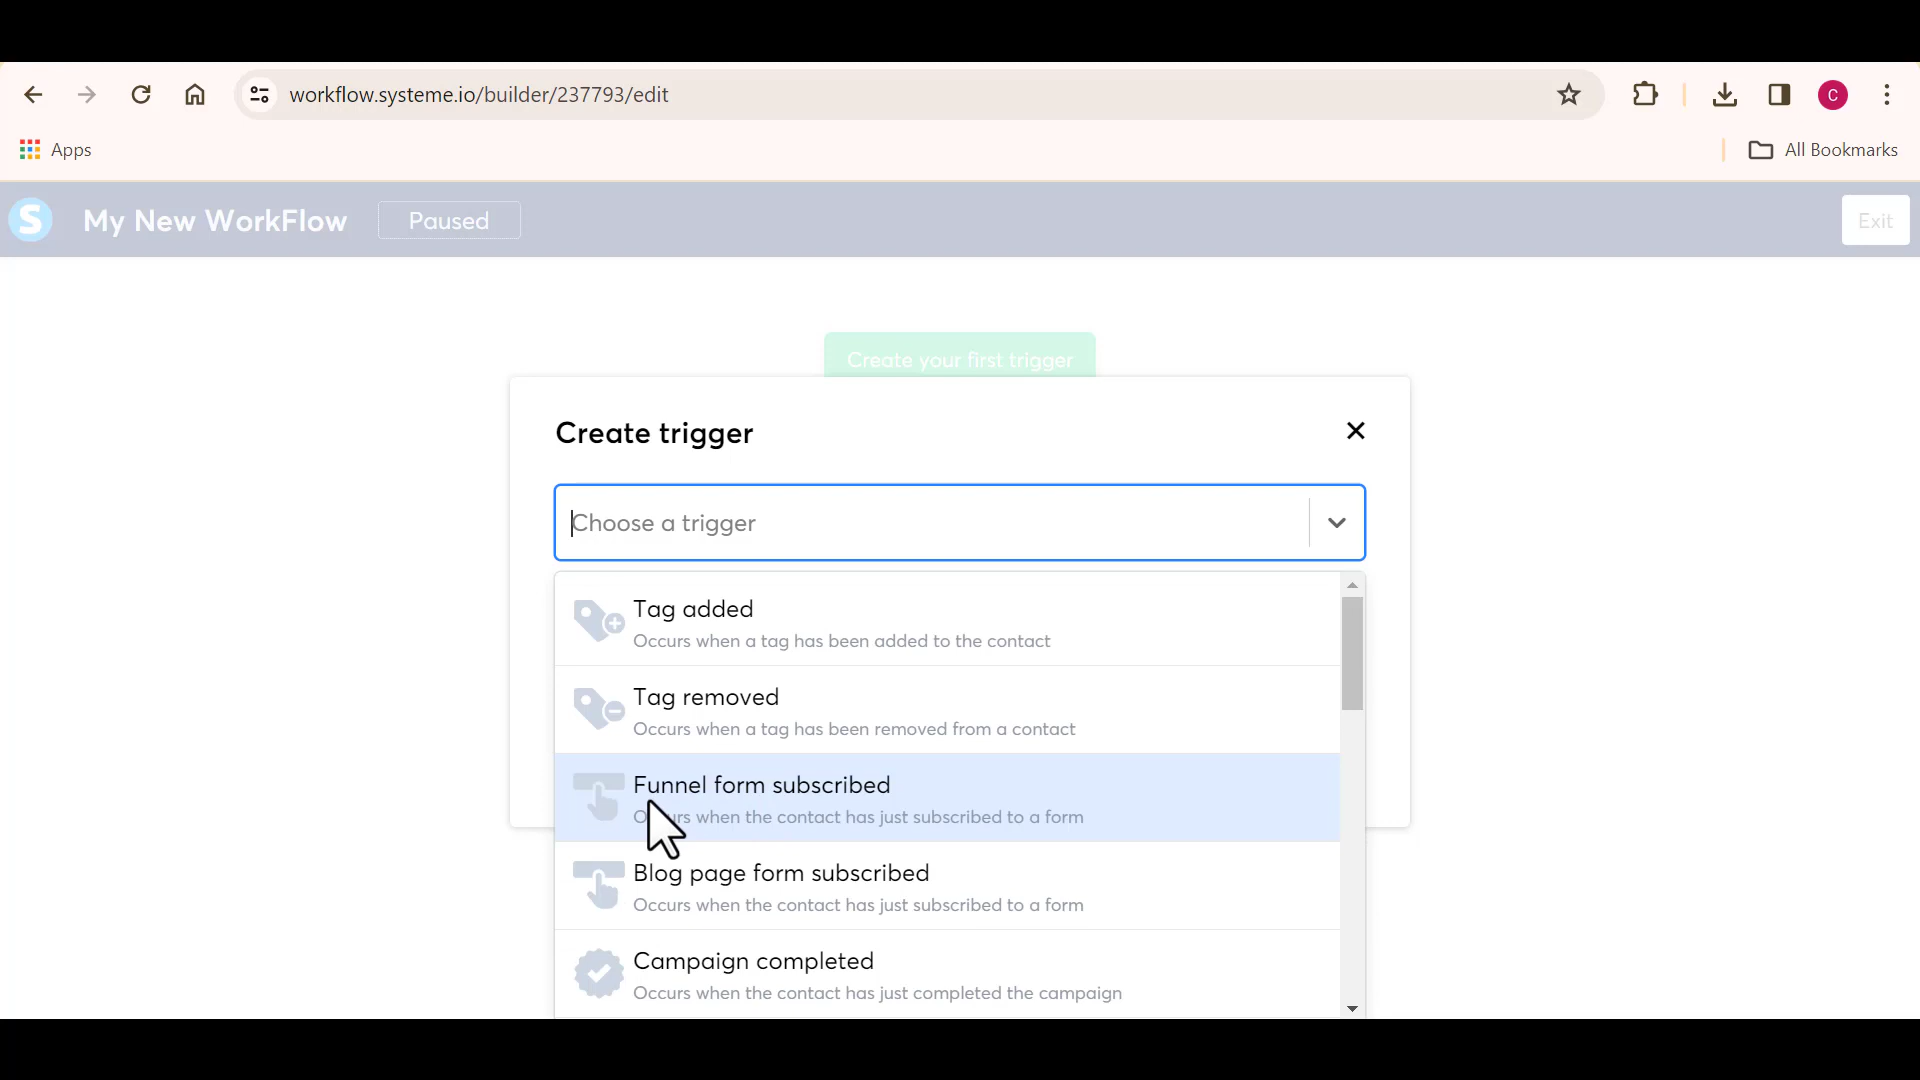 workflow.systeme.io/builder/237793/edit
C
Apps
All Bookmarks
S
My New WorkFlow
Paused
Exit
Create your first trigger
Create trigger
Choose a trigger
Tag added
Occurs when a tag has been added to the contact
Tag removed
Occurs when a tag has been removed from a contact
Funnel form subscribed
Occurs when the contact has just subscribed to a form
Blog page form subscribed
Occurs when the contact has just subscribed to a form
Campaign completed
Occurs when the contact has just completed the campaign